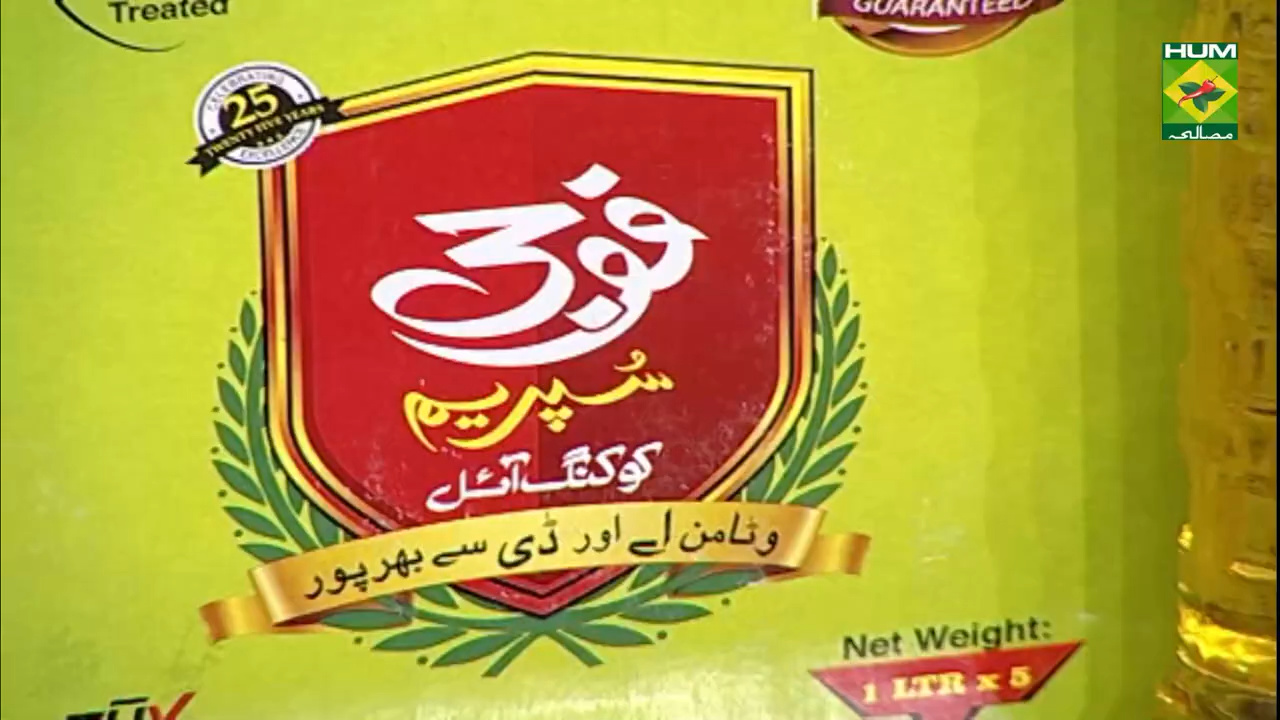 Treated
GUARANTEED
HUM
مصالحہ
CELEBRATING
25
TWENTY FIVE YEARS
EXCELLENCE
فوجی
سُپریم
کوکنگ آئل
وٹامن اے اور ڈی سے بھرپور
Net Weight:
1 LTR x 5